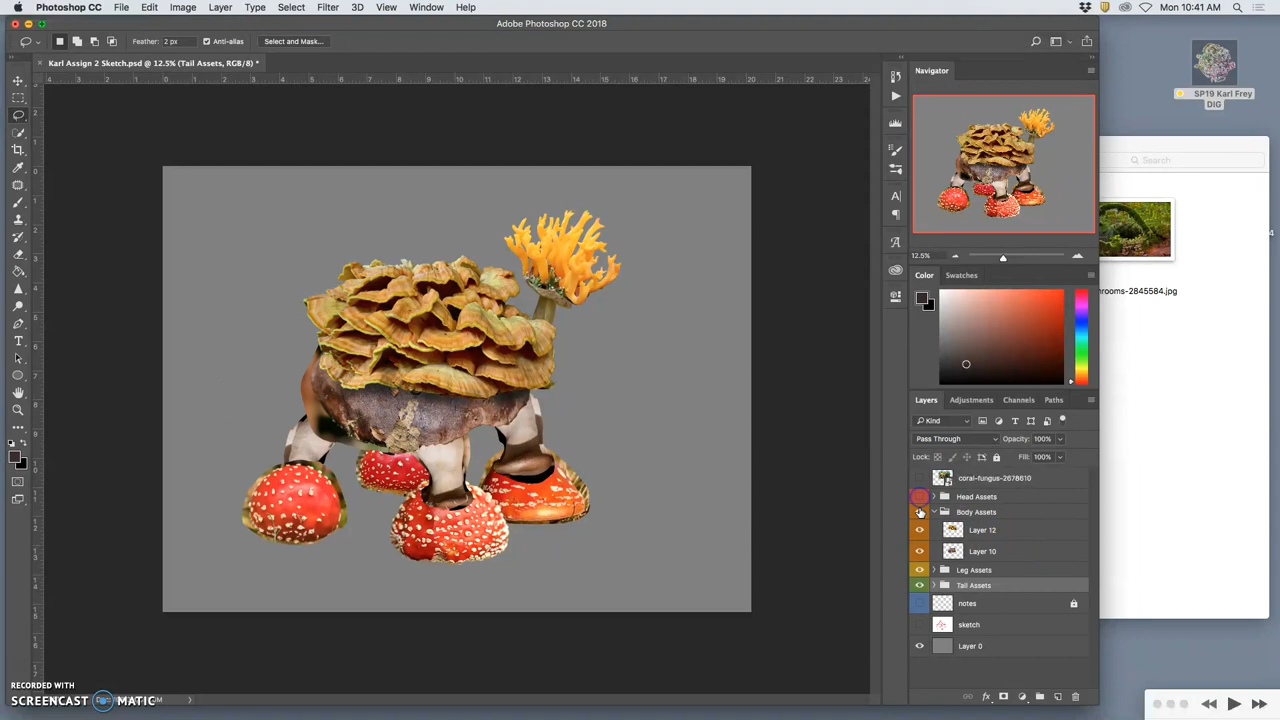 Photoshop CC File Edit Image Layer Type Select Filter 3D View Window Help
Mon 10:41 AM
Adobe Photoshop CC 2018
Feather: 2 px Anti-alias Select and Mask...
× Karl Assign 2 Sketch.psd @ 12.5% (Tail Assets, RGB/8) *
Navigator
SP19 Karl Frey
DIG
Search
12.5%
Color Swatches
hrooms-2845584.jpg
Layers Adjustments Channels Paths
Kind
Pass Through Opacity: 100%
Lock: Fill: 100%
coral-fungus-2678610
Head Assets
Body Assets
Layer 12
Layer 10
Leg Assets
Tail Assets
notes
sketch
Layer 0
RECORDED WITH
SCREENCAST MATIC